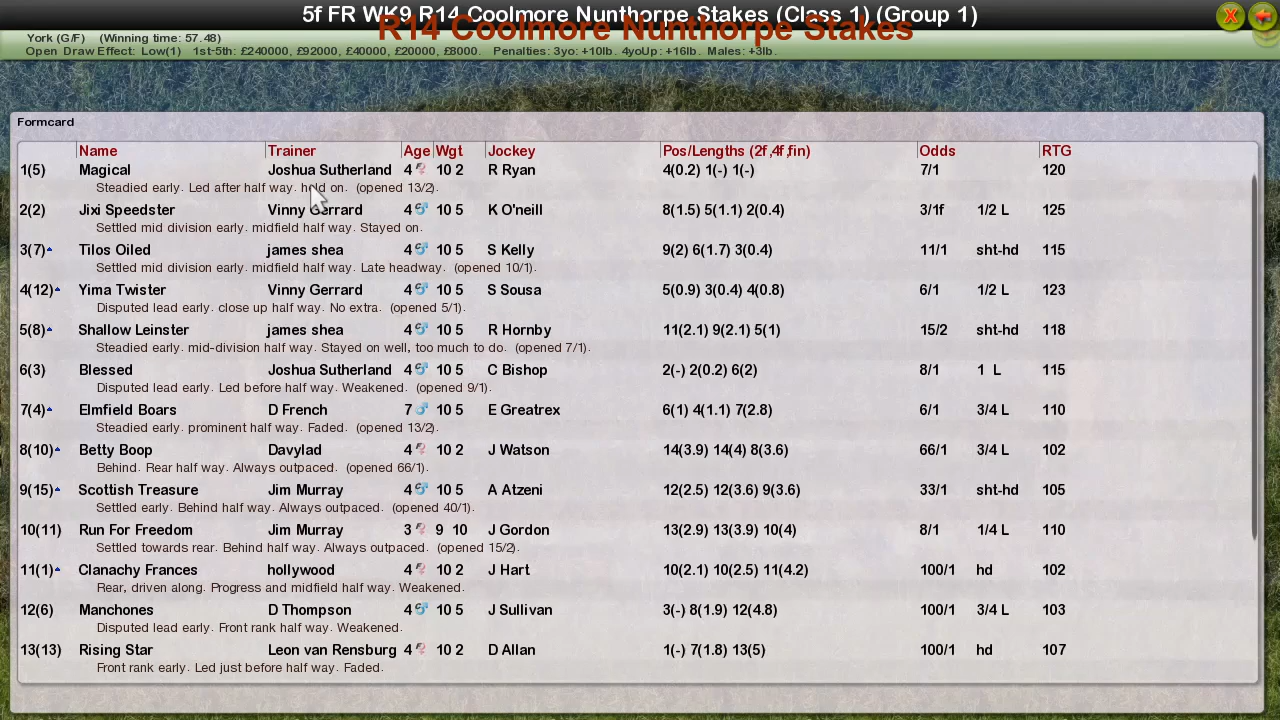 5f FR WK9 R14 Coolmore Nunthorpe Stakes (Class 1) (Group 1)
R14 Coolmore Nunthorpe Stakes
York (G/F) (Winning time: 57.48)
Open Draw Effect: Low(1) 1st-5th: £240000, £92000, £40000, £20000, £8000. Penalties: 3yo: +10lb. 4yoUp: +16lb. Males: +3lb.
Formcard
Name Trainer Age Wgt Jockey Pos/Lengths (2f,4f,fin) Odds RTG
1(5) Magical Joshua Sutherland 4 10 2 R Ryan 4(0.2) 1(-) 1(-) 7/1 120
Steadied early. Led after half way. held on. (opened 13/2).
2(2) Jixi Speedster Vinny Gerrard 4 10 5 K O'neill 8(1.5) 5(1.1) 2(0.4) 3/1f 1/2 L 125
Settled mid division early. midfield half way. Stayed on.
3(7) Tilos Oiled james shea 4 10 5 S Kelly 9(2) 6(1.7) 3(0.4) 11/1 sht-hd 115
Settled mid division early. midfield half way. Late headway. (opened 10/1).
4(12) Yima Twister Vinny Gerrard 4 10 5 S Sousa 5(0.9) 3(0.4) 4(0.8) 6/1 1/2 L 123
Disputed lead early. close up half way. No extra. (opened 5/1).
5(8) Shallow Leinster james shea 4 10 5 R Hornby 11(2.1) 9(2.1) 5(1) 15/2 sht-hd 118
Steadied early. mid-division half way. Stayed on well, too much to do. (opened 7/1).
6(3) Blessed Joshua Sutherland 4 10 5 C Bishop 2(-) 2(0.2) 6(2) 8/1 1 L 115
Disputed lead early. Led before half way. Weakened. (opened 9/1).
7(4) Elmfield Boars D French 7 10 5 E Greatrex 6(1) 4(1.1) 7(2.8) 6/1 3/4 L 110
Steadied early. prominent half way. Faded. (opened 13/2).
8(10) Betty Boop Davylad 4 10 2 J Watson 14(3.9) 14(4) 8(3.6) 66/1 3/4 L 102
Behind. Rear half way. Always outpaced. (opened 66/1).
9(15) Scottish Treasure Jim Murray 4 10 5 A Atzeni 12(2.5) 12(3.6) 9(3.6) 33/1 sht-hd 105
Settled early. Behind half way. Always outpaced. (opened 40/1).
10(11) Run For Freedom Jim Murray 3 9 10 J Gordon 13(2.9) 13(3.9) 10(4) 8/1 1/4 L 110
Settled towards rear. Behind half way. Always outpaced. (opened 15/2).
11(1) Clanachy Frances hollywood 4 10 2 J Hart 10(2.1) 10(2.5) 11(4.2) 100/1 hd 102
Rear, driven along. Progress and midfield half way. Weakened.
12(6) Manchones D Thompson 4 10 5 J Sullivan 3(-) 8(1.9) 12(4.8) 100/1 3/4 L 103
Disputed lead early. Front rank half way. Weakened.
13(13) Rising Star Leon van Rensburg 4 10 2 D Allan 1(-) 7(1.8) 13(5) 100/1 hd 107
Front rank early. Led just before half way. Faded.